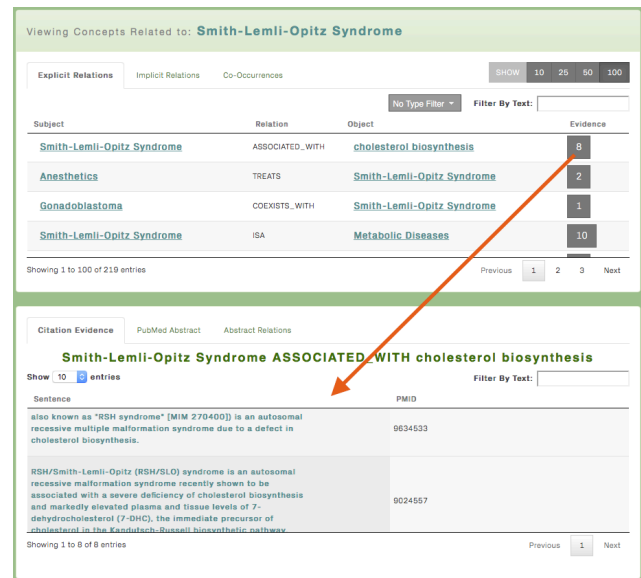 Viewing Concepts Related to: Smith-Lemli-Opitz Syndrome
Explicit Relations Implicit Relations Co-Occurrences SHOW 10 25 50 100
No Type Filter Filter By Text:
Subject Relation Object Evidence
Smith-Lemli-Opitz Syndrome ASSOCIATED_WITH cholesterol biosynthesis 8
Anesthetics TREATS Smith-Lemli-Opitz Syndrome 2
Gonadoblastoma COEXISTS_WITH Smith-Lemli-Opitz Syndrome 1
Smith-Lemli-Opitz Syndrome ISA Metabolic Diseases 10
Showing 1 to 100 of 219 entries Previous 1 2 3 Next
Citation Evidence PubMed Abstract Abstract Relations
Smith-Lemli-Opitz Syndrome ASSOCIATED_WITH cholesterol biosynthesis
Show 10 entries Filter By Text:
Sentence PMID
also known as "RSH syndrome" [MIM 270400]) is an autosomal
recessive multiple malformation syndrome due to a defect in 9634533
cholesterol biosynthesis.
RSH/Smith-Lemli-Opitz (RSH/SLO) syndrome is an autosomal
recessive malformation syndrome recently shown to be
associated with a severe deficiency of cholesterol biosynthesis 9024557
and markedly elevated plasma and tissue levels of 7-
dehydrocholesterol (7-DHC), the immediate precursor of
cholesterol in the Kandutsch-Russell biosynthetic pathway
Showing 1 to 8 of 8 entries Previous 1 Next